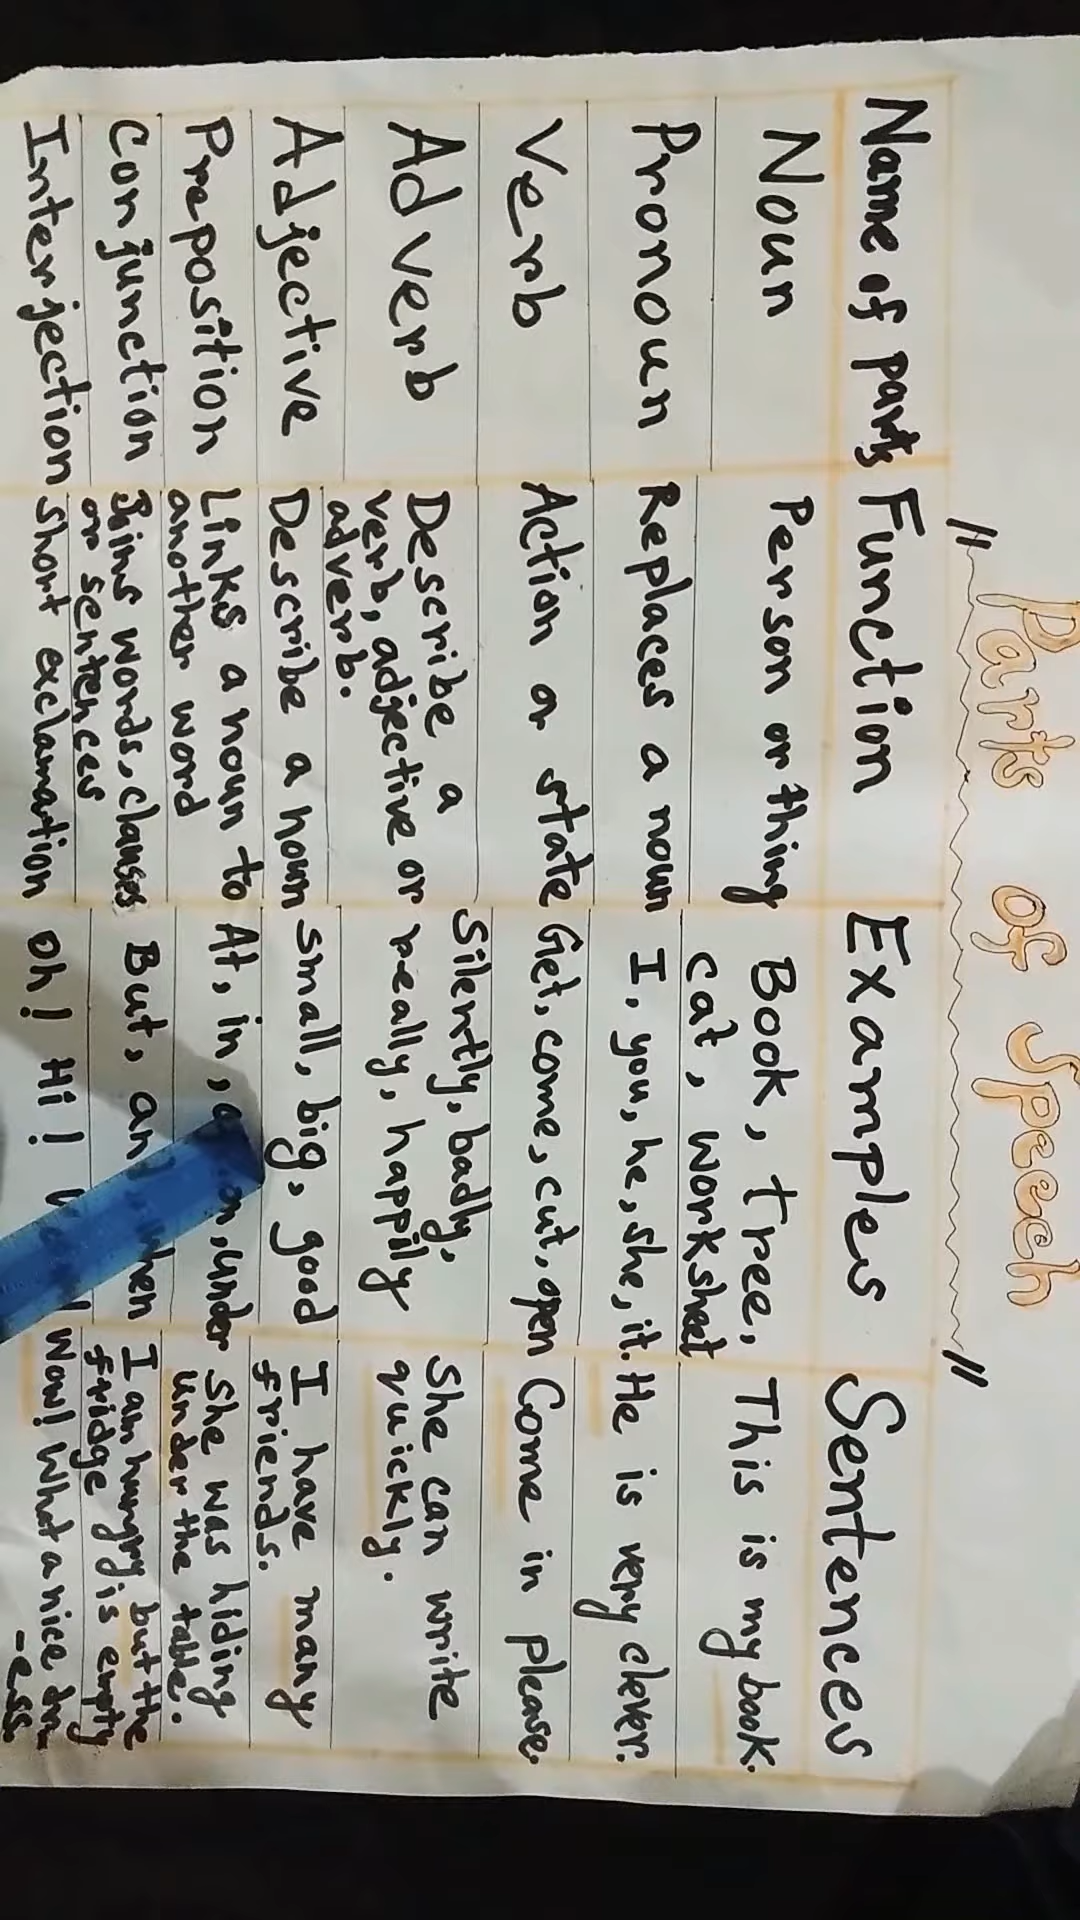 Parts of Speech
Name of parts Function Examples Sentences
Noun Person or thing Book, tree, This is my book.
cat, worksheet
Pronoun Replaces a noun I, you, he, she, it. He is very clever.
Verb Action or state Get, come, cut, open Come in please.
Adverb Describe a Silently, badly, She can write
verb, adjective or really, happily quickly.
adverb.
Adjective Describe a noun small, big, good I have many
friends.
Preposition Links a noun to At, in, on, under She was hiding
another word under the table.
Conjunction Joins words, clauses But, and when I am hungry but the
or sentences fridge is empty
Interjection short exclamation oh! Hi! Wow! What a nice
-ess